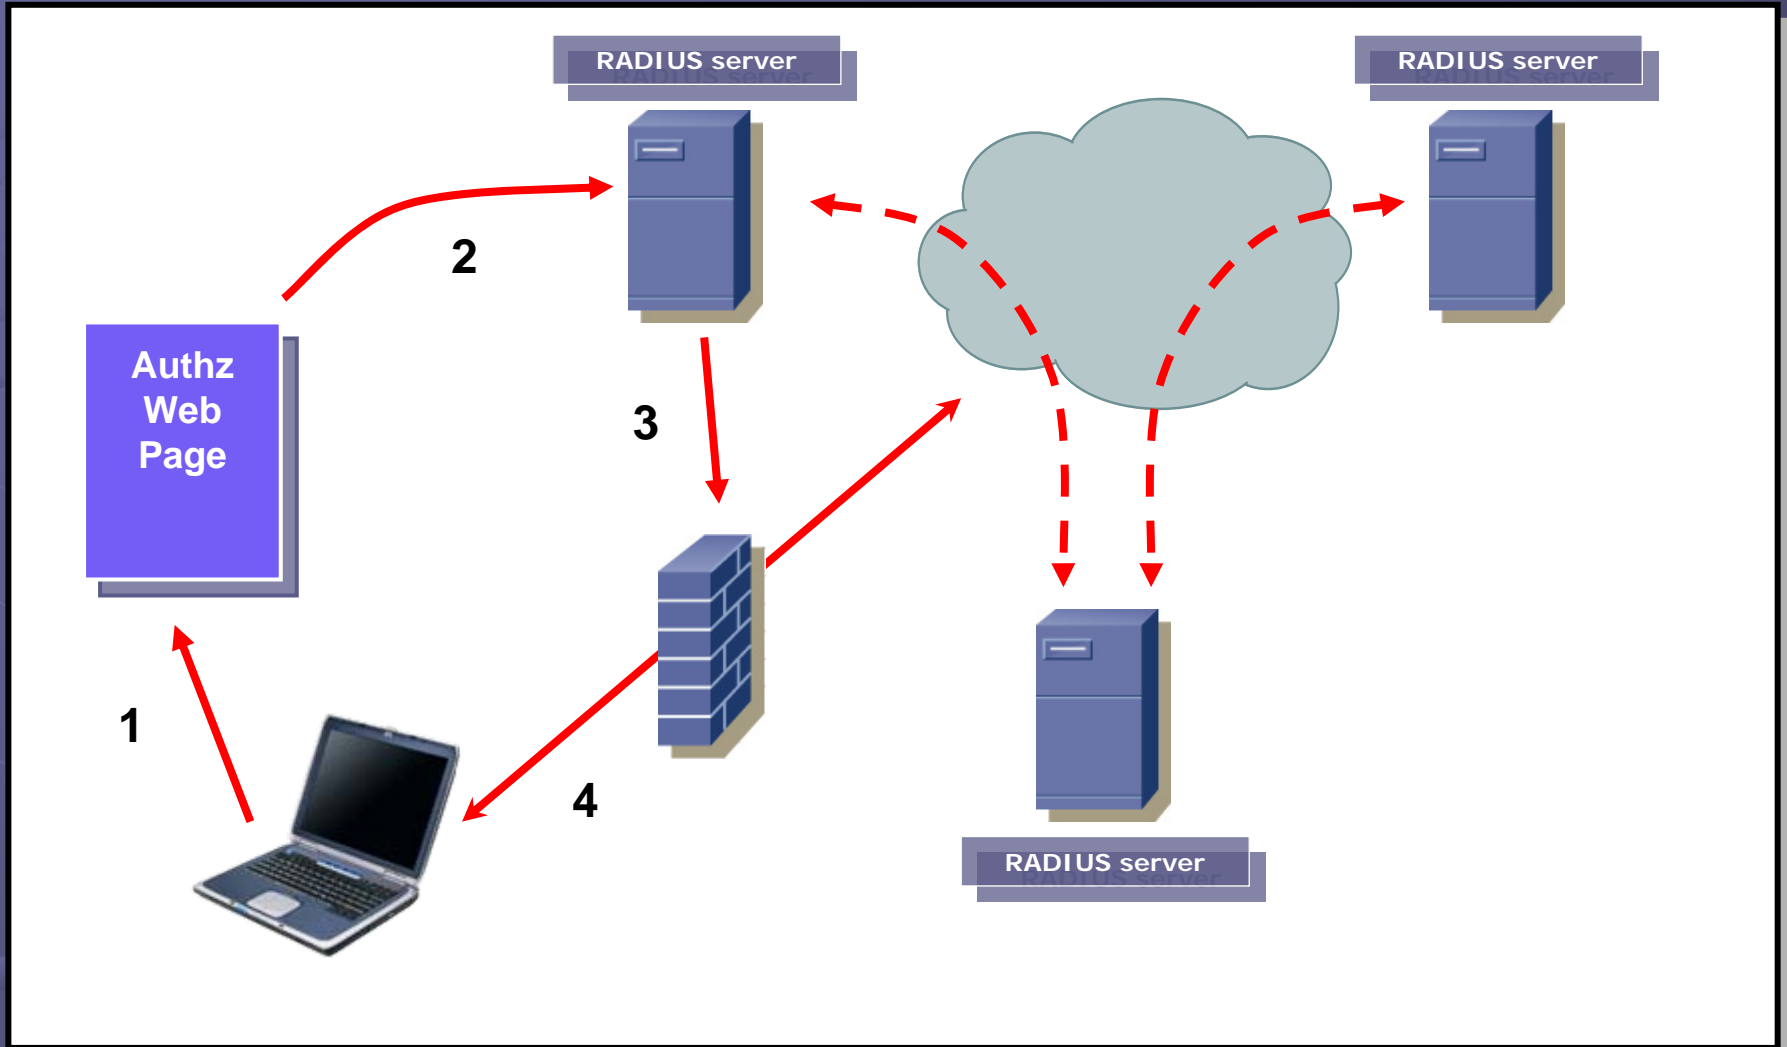 RADIUS server
RADIUS server
2
Authz
Web
Page
3
1
4
RADIUS server